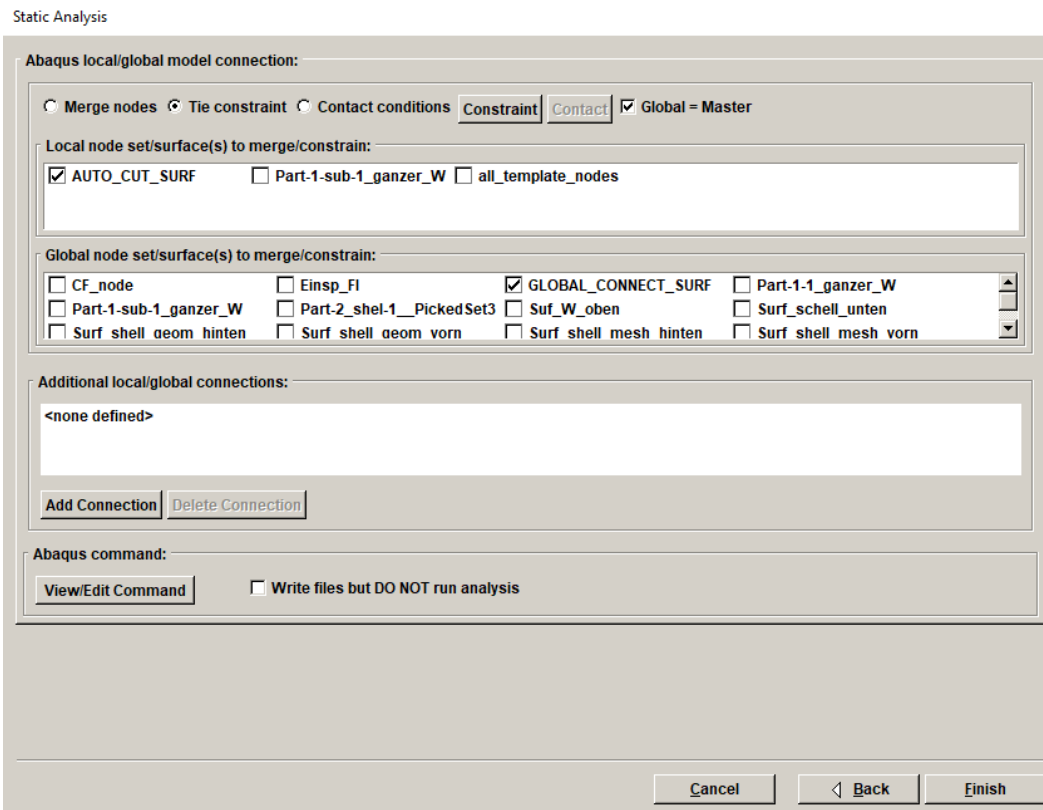 Static Analysis
Abaqus local/global model connection:
Merge nodes Tie constraint Contact conditions Constraint Contact Global = Master
Local node set/surface(s) to merge/constrain:
AUTO_CUT_SURF Part-1-sub-1_ganzer_W all_template_nodes
Global node set/surface(s) to merge/constrain:
CF_node Einsp_Fl GLOBAL_CONNECT_SURF Part-1-1_ganzer_W
Part-1-sub-1_ganzer_W Part-2_shel-1__PickedSet3 Suf_W_oben Surf_schell_unten
Surf_shell_geom_hinten Surf_shell_geom_vorn Surf_shell_mesh_hinten Surf_shell_mesh_vorn
Additional local/global connections:
<none defined>
Add Connection Delete Connection
Abaqus command:
View/Edit Command Write files but DO NOT run analysis
Cancel Back Finish